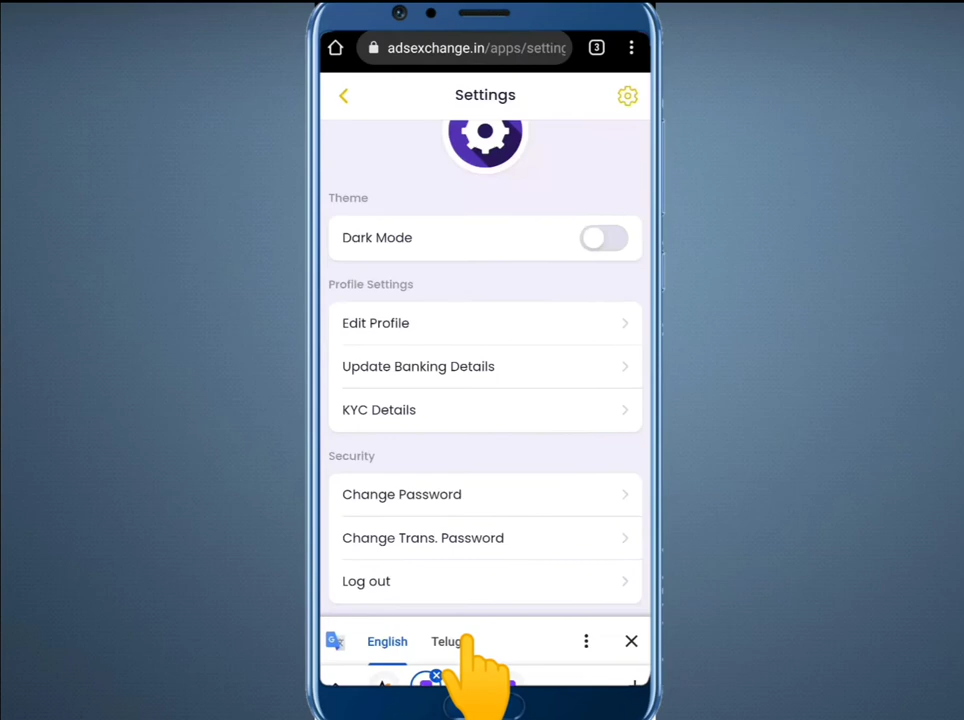 adsexchange.in/apps/setting
3
Settings
Theme
Dark Mode
Profile Settings
Edit Profile
Update Banking Details
KYC Details
Security
Change Password
Change Trans. Password
Log out
English Telug